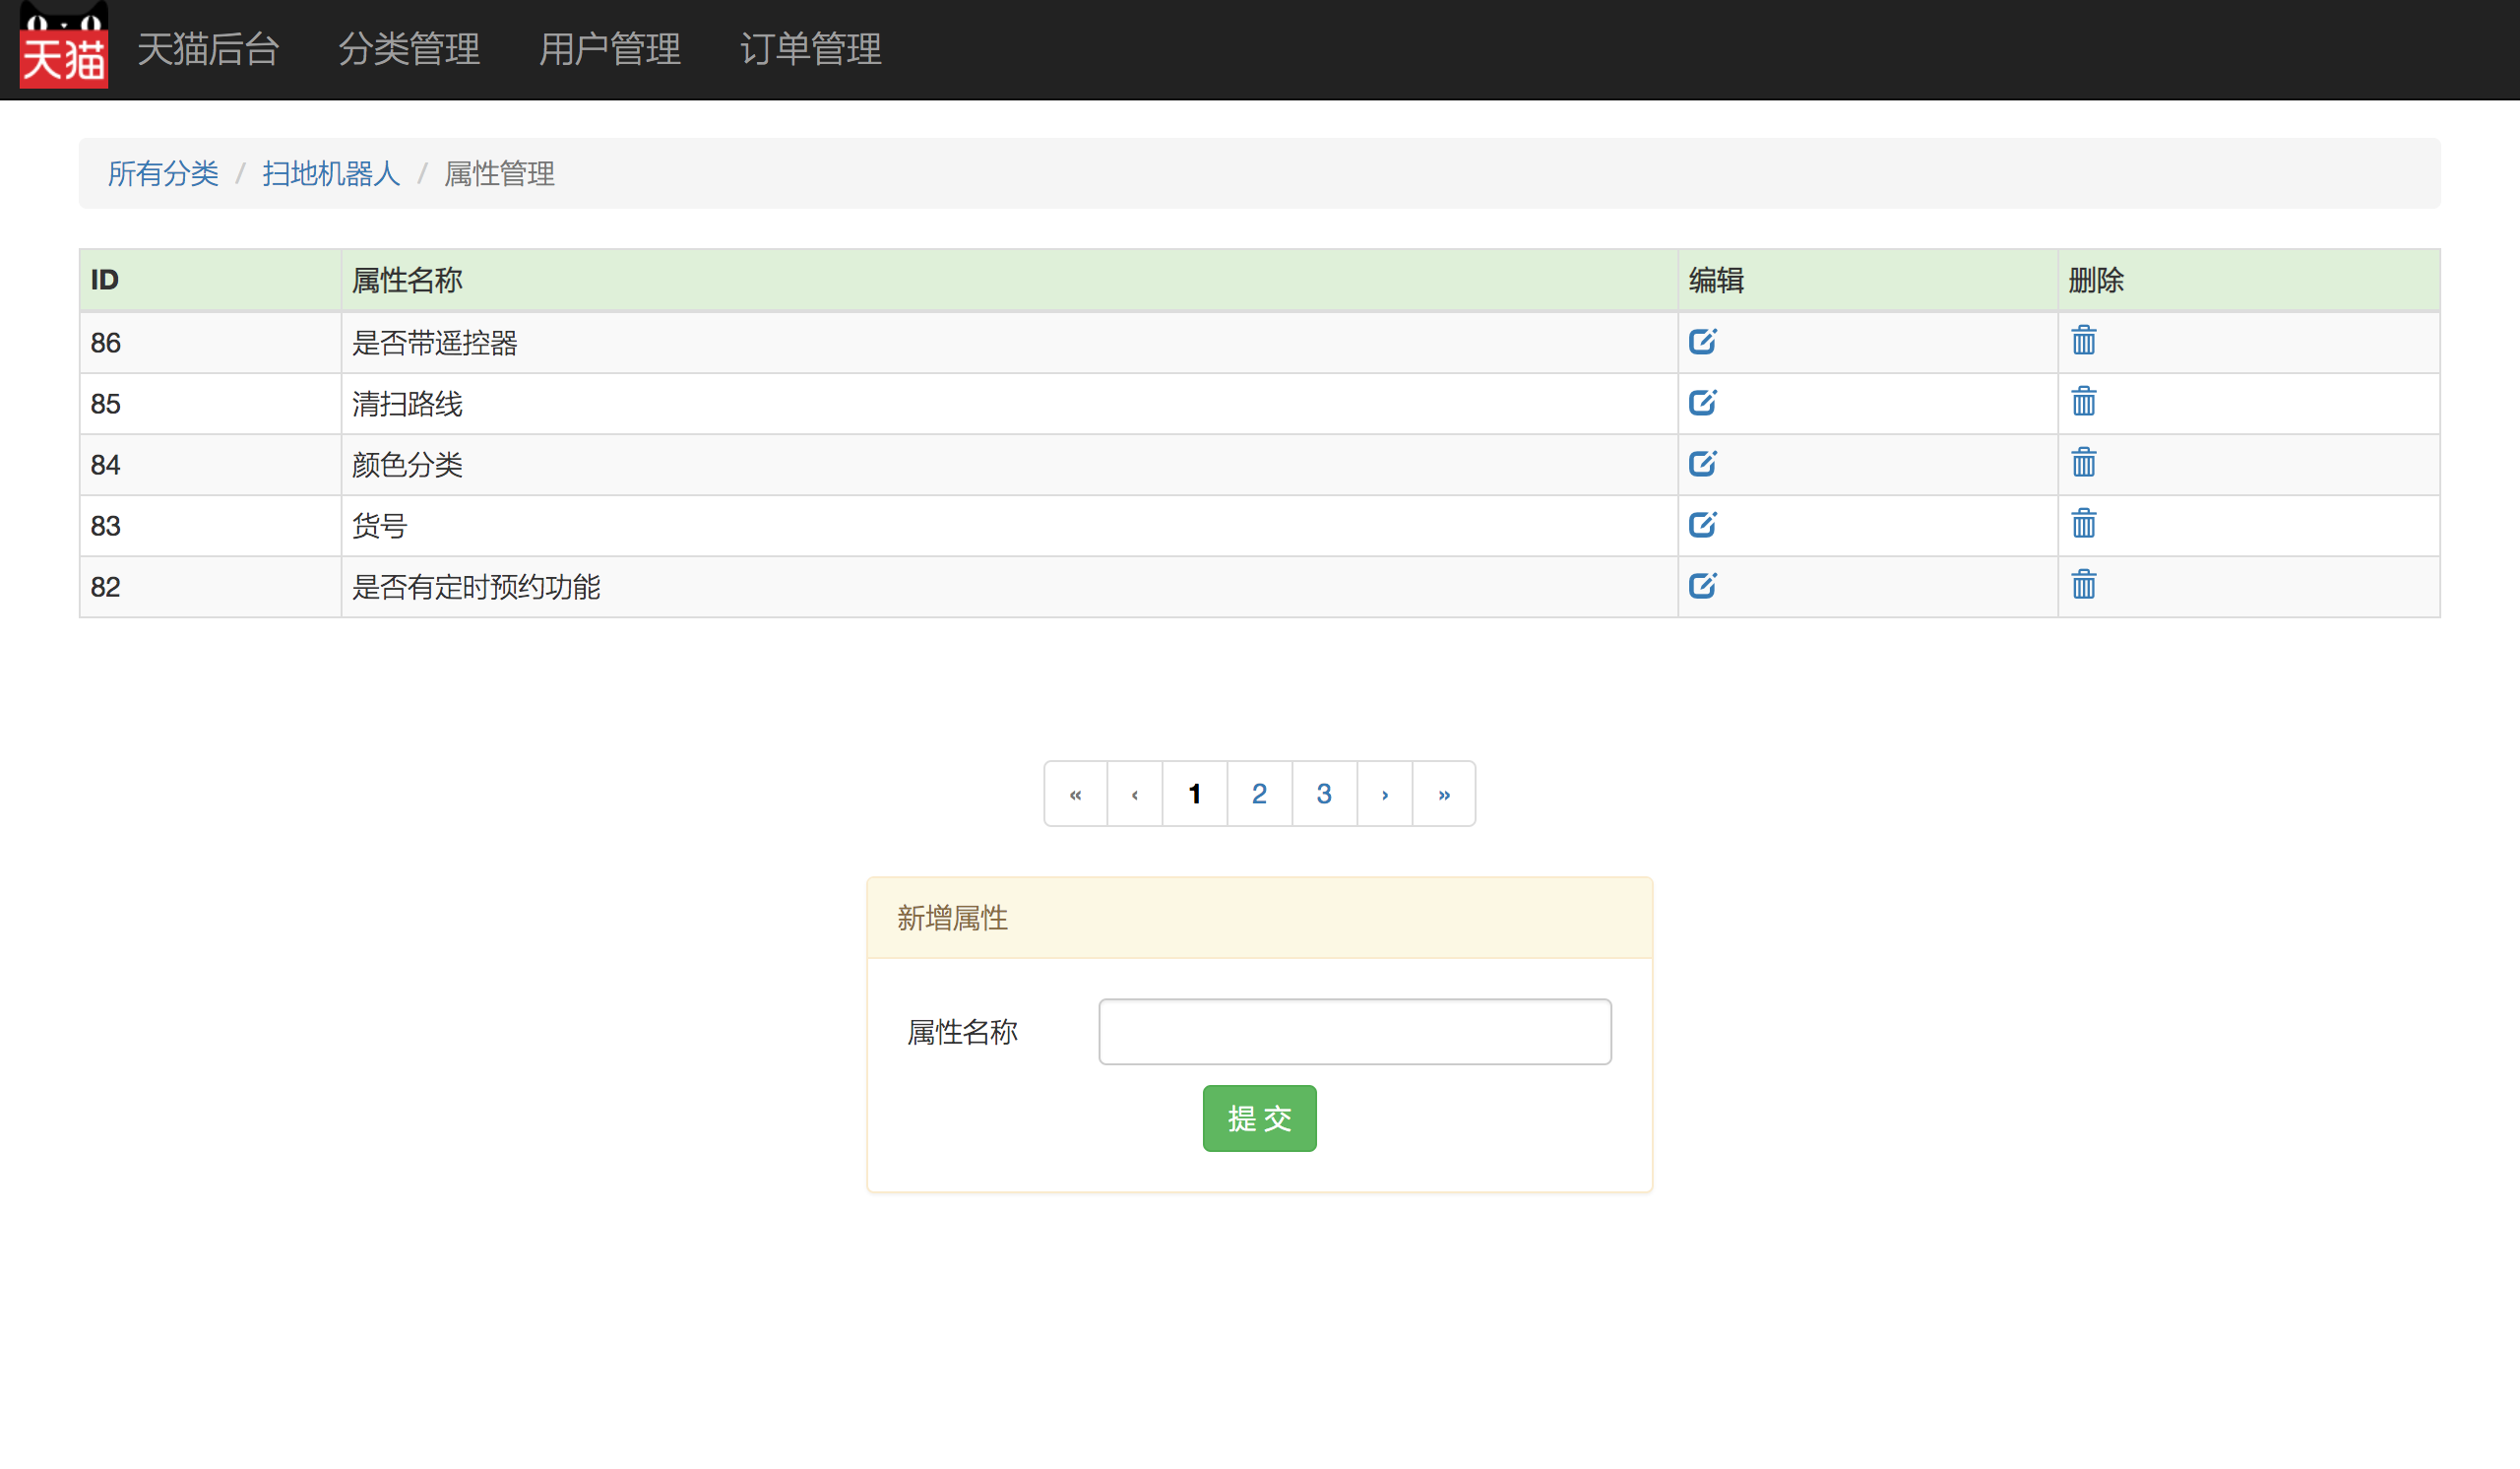 天猫 天猫后台 分类管理 用户管理 订单管理
所有分类 / 扫地机器人 / 属性管理
ID 属性名称 编辑 删除
86 是否带遥控器
85 清扫路线
84 颜色分类
83 货号
82 是否有定时预约功能
« ‹ 1 2 3 › »
新增属性
属性名称
提 交